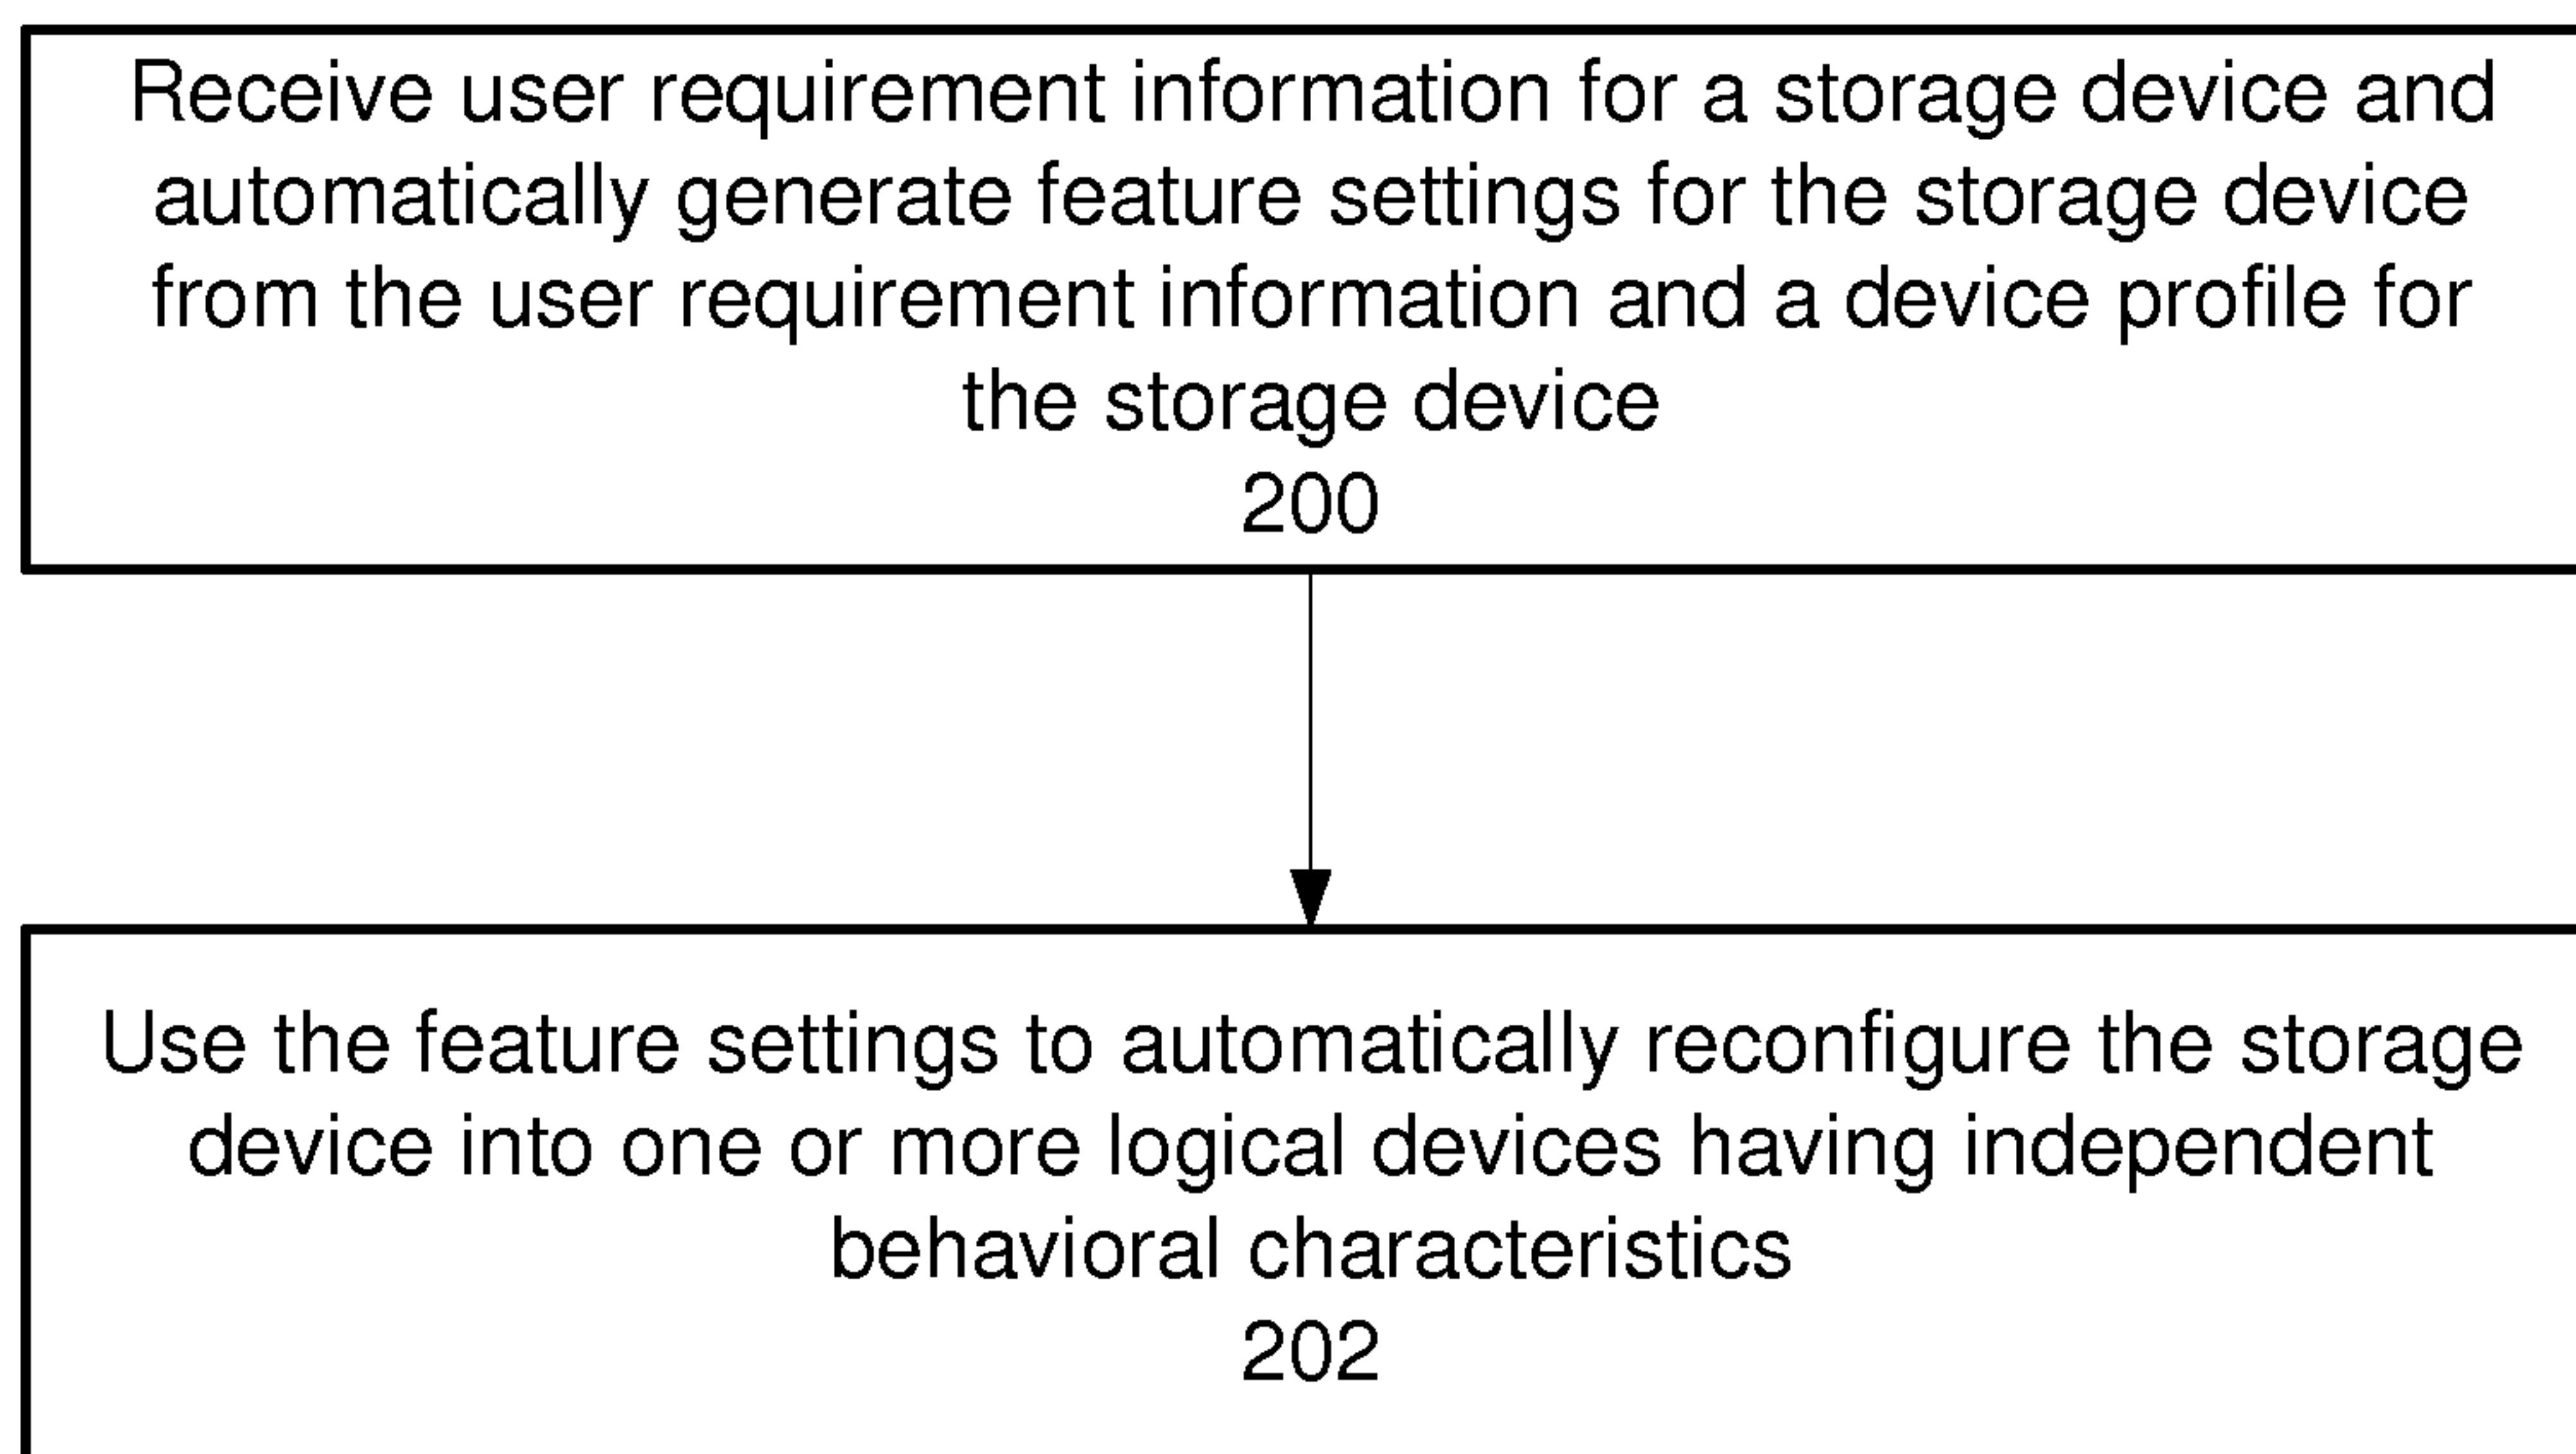 Receive user requirement information for a storage device and
automatically generate feature settings for the storage device
from the user requirement information and a device profile for
the storage device
200
Use the feature settings to automatically reconfigure the storage
device into one or more logical devices having independent
behavioral characteristics
202